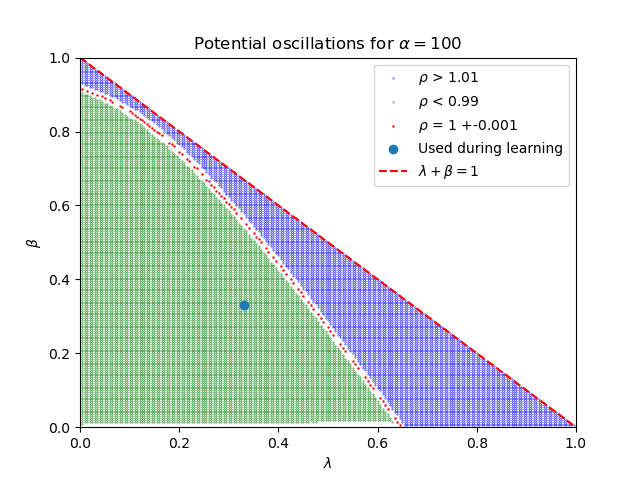 Potential oscillations for α = 100
1.0
0.8
0.6
0.4
0.2
0.0
β
ρ > 1.01
ρ < 0.99
ρ = 1 +-0.001
Used during learning
λ + β = 1
0.0 0.2 0.4 0.6 0.8 1.0
λ